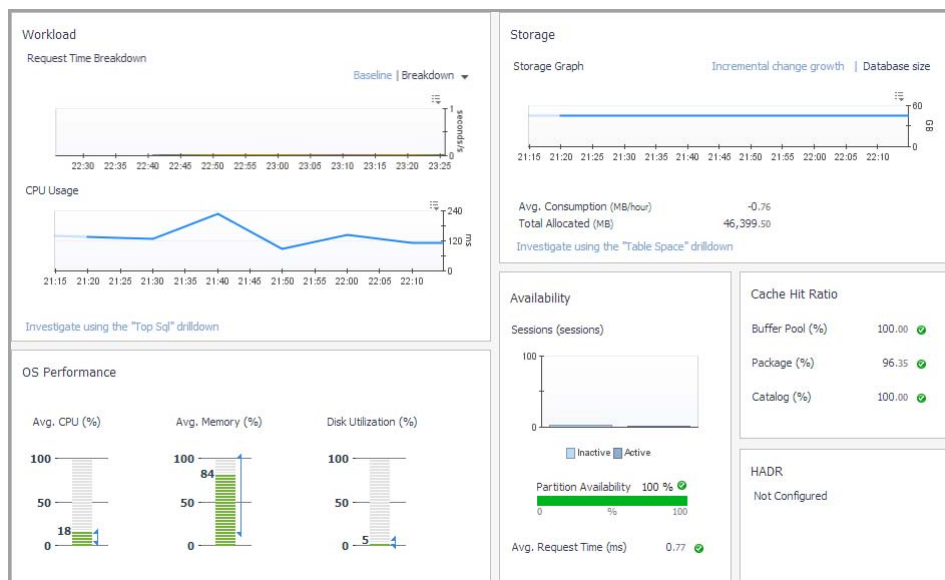 Workload
Request Time Breakdown
Baseline | Breakdown
1
seconds/s
0
22:30 22:35 22:40 22:45 22:50 22:55 23:00 23:05 23:10 23:15 23:20 23:25
CPU Usage
240
120
ms
0
21:15 21:20 21:25 21:30 21:35 21:40 21:45 21:50 21:55 22:00 22:05 22:10
Investigate using the "Top Sql" drilldown
OS Performance
Avg. CPU (%)
100
50
18
0
Avg. Memory (%)
100
84
50
0
Disk Utilization (%)
100
50
5
0
Storage
Storage Graph
Incremental change growth | Database size
60
GB
0
21:15 21:20 21:25 21:30 21:35 21:40 21:45 21:50 21:55 22:00 22:05 22:10
Avg. Consumption (MB/hour) -0.76
Total Allocated (MB) 46,399.50
Investigate using the "Table Space" drilldown
Availability
Sessions (sessions)
100
0
Inactive Active
Partition Availability 100 %
0 % 100
Avg. Request Time (ms) 0.77
Cache Hit Ratio
Buffer Pool (%) 100.00
Package (%) 96.35
Catalog (%) 100.00
HADR
Not Configured